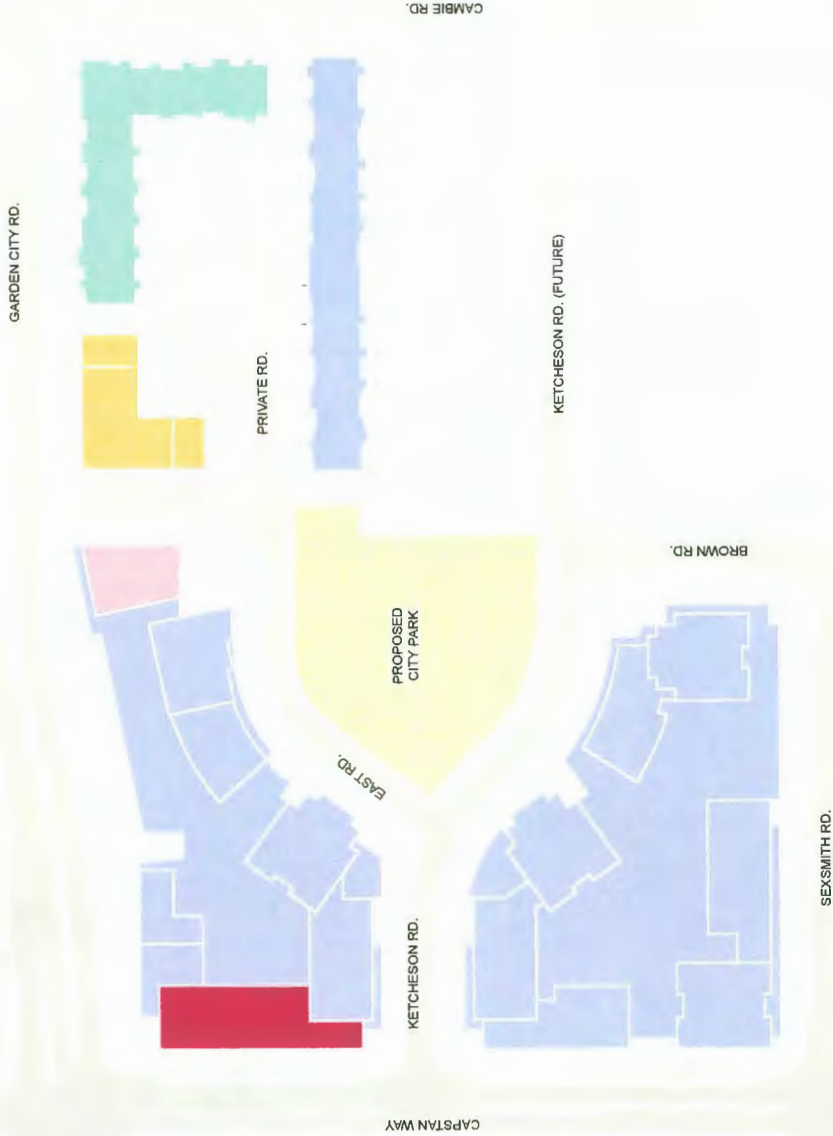 CAMBIE RD.
GARDEN CITY RD.
KETCHESON RD. (FUTURE)
PRIVATE RD.
BROWN RD.
PROPOSED
CITY PARK
EAST RD.
SEXSMITH RD.
KETCHESON RD.
CAPSTAN WAY